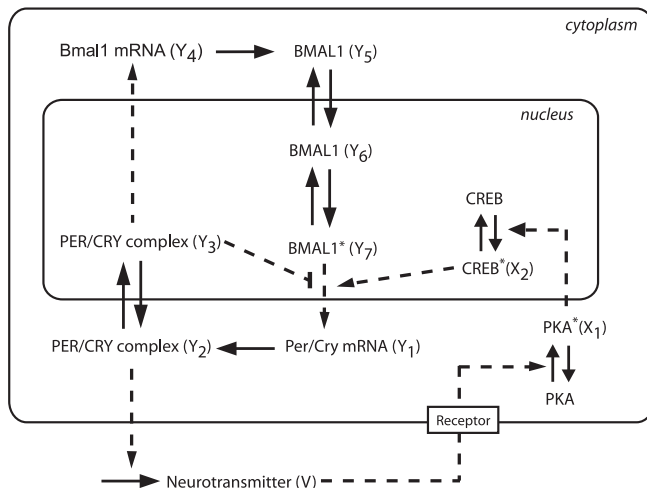 cytoplasm
Bmal1 mRNA (Y4)
BMAL1 (Y5)
nucleus
BMAL1 (Y6)
CREB
PER/CRY complex (Y3)
BMAL1* (Y7)
CREB* (X2)
PKA* (X1)
PER/CRY complex (Y2)
Per/Cry mRNA (Y1)
PKA
Receptor
Neurotransmitter (V)